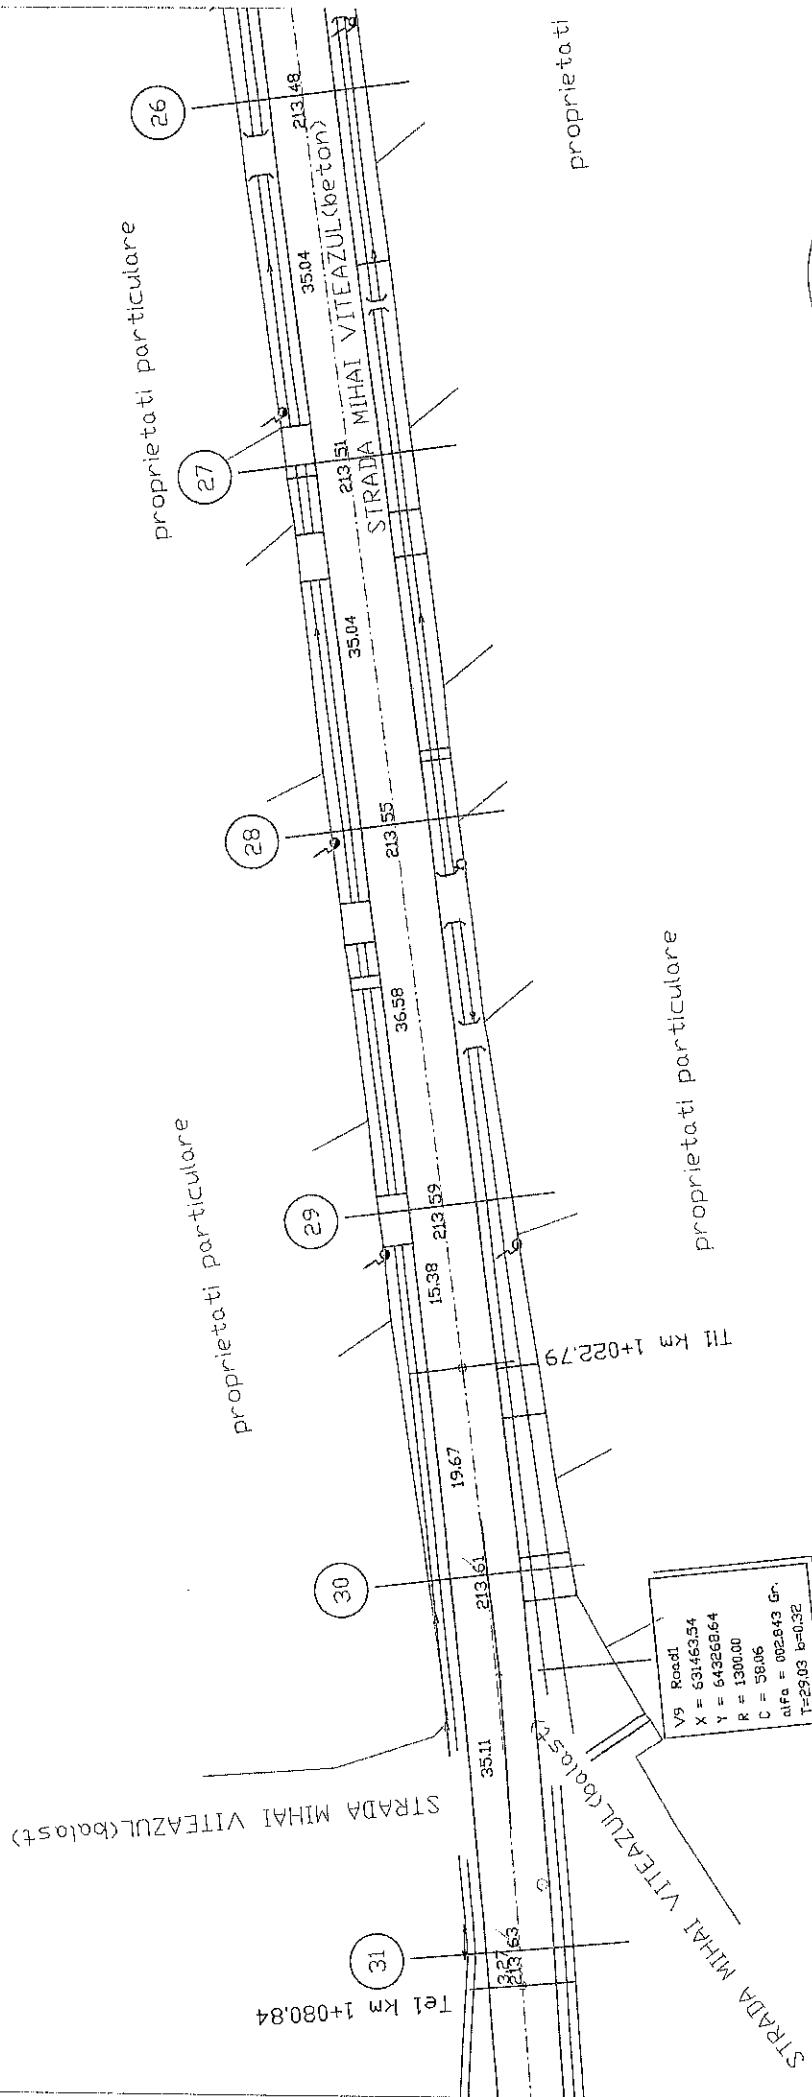 proprietati
26
213.48
proprietati particulare
35.04
STRADA MIHAI VITEAZUL(beton)
27
213.51
35.04
28
213.55
36.58
proprietati particulare
proprietati particulare
29
213.59
15.38
TI1 km 1+022.79
19.67
30
213.61
35.11
V9 Road1
X = 631463.54
Y = 643268.64
R = 1300.00
C = 58.06
alfa = 002.843 Gr.
T=29.03 b=0.32
STRADA MIHAI VITEAZUL(balast)
STRADA MIHAI VITEAZUL(balast)
31
3.27
213.63
Te1 km 1+080.84